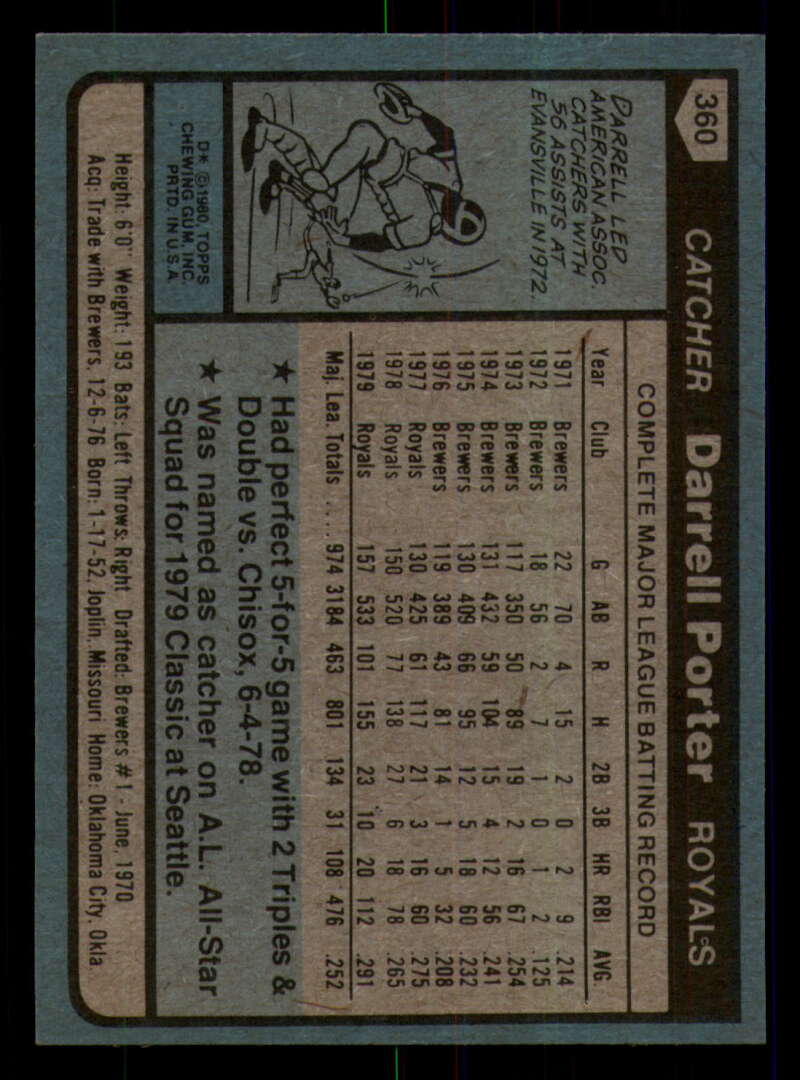 360 CATCHER Darrell Porter ROYALS
DARRELL LED
AMERICAN ASSOC.
CATCHERS WITH
56 ASSISTS AT
EVANSVILLE IN 1972.
D* ©1980, TOPPS
CHEWING GUM, INC.
PRTD. IN U.S.A.
COMPLETE MAJOR LEAGUE BATTING RECORD
Year Club G AB R H 2B 3B HR RBI AVG.
1971 Brewers 22 70 4 15 2 0 2 9 .214
1972 Brewers 18 56 2 7 1 0 1 2 .125
1973 Brewers 117 350 50 89 19 2 16 67 .254
1974 Brewers 131 432 59 104 15 4 12 56 .241
1975 Brewers 130 409 66 95 12 5 18 60 .232
1976 Brewers 119 389 43 81 14 1 5 32 .208
1977 Royals 130 425 61 117 21 3 16 60 .275
1978 Royals 150 520 77 138 27 6 18 78 .265
1979 Royals 157 533 101 155 23 10 20 112 .291
Maj. Lea. Totals .... 974 3184 463 801 134 31 108 476 .252
★ Had perfect 5-for-5 game with 2 Triples &
Double vs. Chisox, 6-4-78.
★ Was named as catcher on A.L. All-Star
Squad for 1979 Classic at Seattle.
Height: 6'0" Weight: 193 Bats: Left Throws: Right Drafted: Brewers #1 - June, 1970
Acq: Trade with Brewers, 12-6-76 Born: 1-17-52, Joplin, Missouri Home: Oklahoma City, Okla